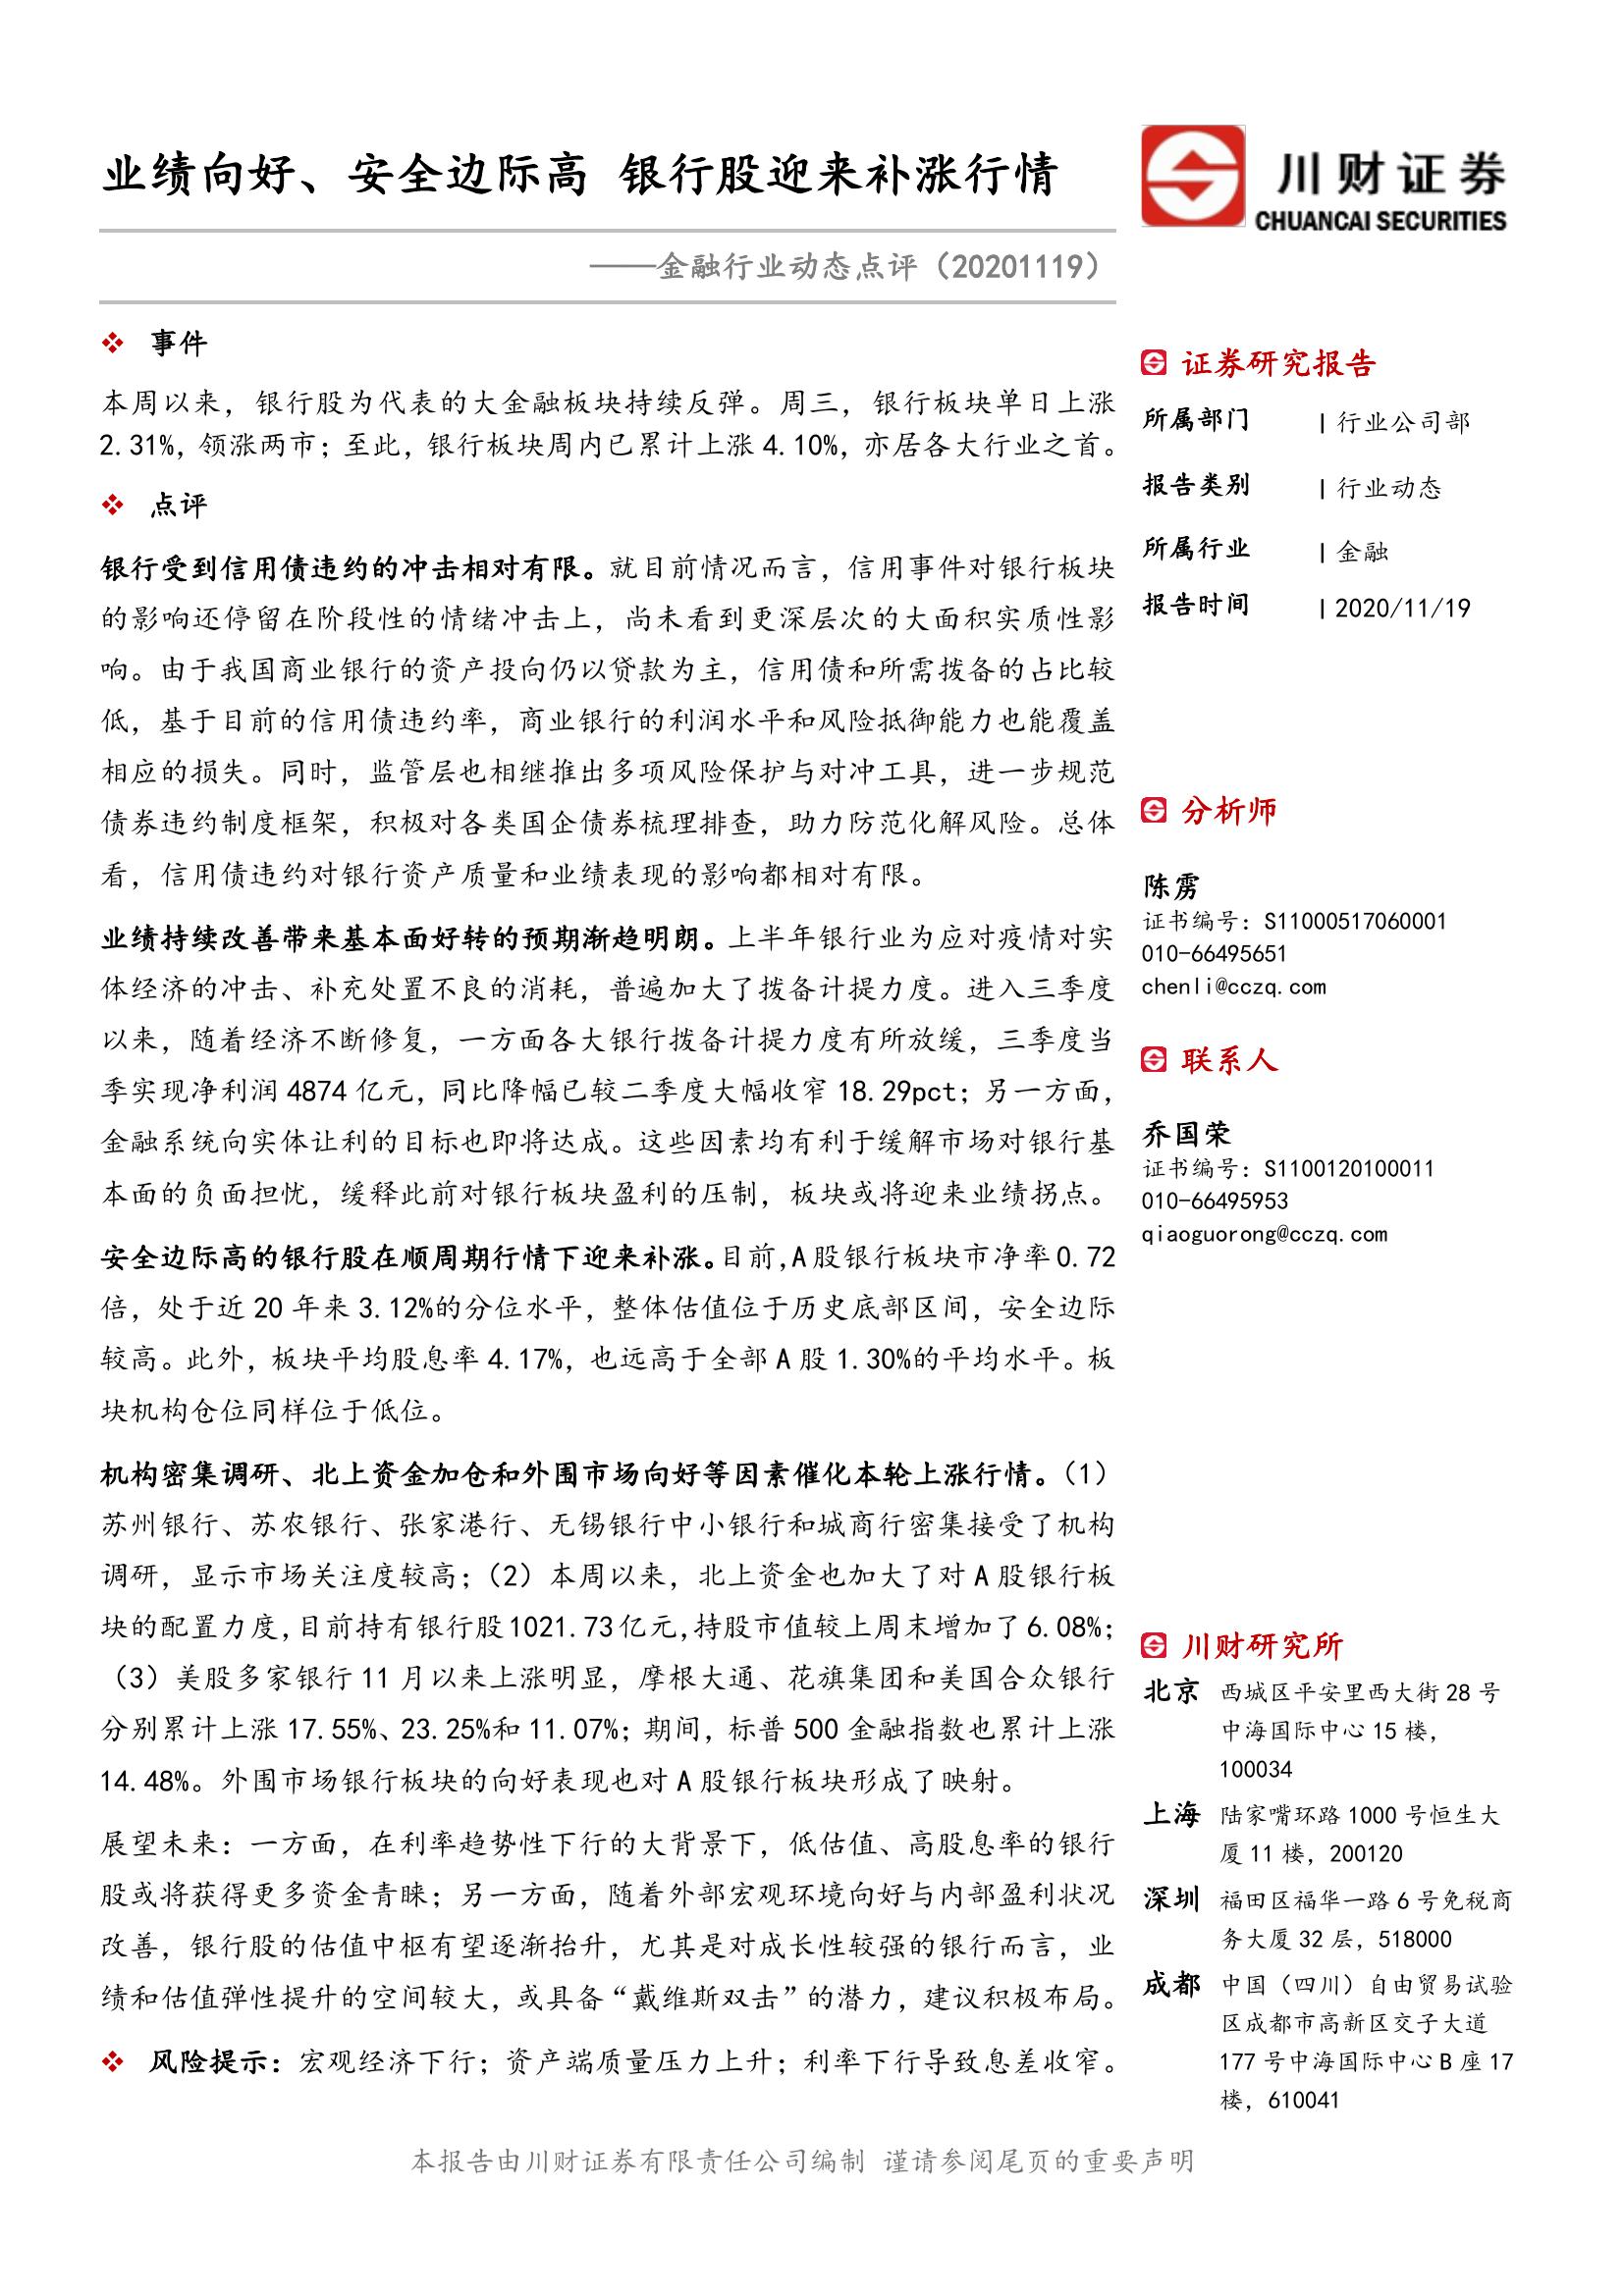 业绩向好、安全边际高 银行股迎来补涨行情
川财证券
CHUANCAI SECURITIES
——金融行业动态点评（20201119）
事件
本周以来，银行股为代表的大金融板块持续反弹。周三，银行板块单日上涨
2.31%，领涨两市；至此，银行板块周内已累计上涨 4.10%，亦居各大行业之首。
点评
银行受到信用债违约的冲击相对有限。就目前情况而言，信用事件对银行板块
的影响还停留在阶段性的情绪冲击上，尚未看到更深层次的大面积实质性影
响。由于我国商业银行的资产投向仍以贷款为主，信用债和所需拨备的占比较
低，基于目前的信用债违约率，商业银行的利润水平和风险抵御能力也能覆盖
相应的损失。同时，监管层也相继推出多项风险保护与对冲工具，进一步规范
债券违约制度框架，积极对各类国企债券梳理排查，助力防范化解风险。总体
看，信用债违约对银行资产质量和业绩表现的影响都相对有限。
业绩持续改善带来基本面好转的预期渐趋明朗。上半年银行业为应对疫情对实
体经济的冲击、补充处置不良的消耗，普遍加大了拨备计提力度。进入三季度
以来，随着经济不断修复，一方面各大银行拨备计提力度有所放缓，三季度当
季实现净利润 4874 亿元，同比降幅已较二季度大幅收窄 18.29pct；另一方面，
金融系统向实体让利的目标也即将达成。这些因素均有利于缓解市场对银行基
本面的负面担忧，缓释此前对银行板块盈利的压制，板块或将迎来业绩拐点。
安全边际高的银行股在顺周期行情下迎来补涨。目前，A 股银行板块市净率 0.72
倍，处于近 20 年来 3.12%的分位水平，整体估值位于历史底部区间，安全边际
较高。此外，板块平均股息率 4.17%，也远高于全部 A 股 1.30%的平均水平。板
块机构仓位同样位于低位。
机构密集调研、北上资金加仓和外围市场向好等因素催化本轮上涨行情。（1）
苏州银行、苏农银行、张家港行、无锡银行中小银行和城商行密集接受了机构
调研，显示市场关注度较高；（2）本周以来，北上资金也加大了对 A 股银行板
块的配置力度，目前持有银行股 1021.73 亿元，持股市值较上周末增加了 6.08%；
（3）美股多家银行 11 月以来上涨明显，摩根大通、花旗集团和美国合众银行
分别累计上涨 17.55%、23.25%和 11.07%；期间，标普 500 金融指数也累计上涨
14.48%。外围市场银行板块的向好表现也对 A 股银行板块形成了映射。
展望未来：一方面，在利率趋势性下行的大背景下，低估值、高股息率的银行
股或将获得更多资金青睐；另一方面，随着外部宏观环境向好与内部盈利状况
改善，银行股的估值中枢有望逐渐抬升，尤其是对成长性较强的银行而言，业
绩和估值弹性提升的空间较大，或具备“戴维斯双击”的潜力，建议积极布局。
风险提示：宏观经济下行；资产端质量压力上升；利率下行导致息差收窄。
证券研究报告
所属部门 | 行业公司部
报告类别 | 行业动态
所属行业 | 金融
报告时间 | 2020/11/19
分析师
陈雳
证书编号：S11000517060001
010-66495651
chenli@cczq.com
联系人
乔国荣
证书编号：S1100120100011
010-66495953
qiaoguorong@cczq.com
川财研究所
北京 西城区平安里西大街 28 号
中海国际中心 15 楼，
100034
上海 陆家嘴环路 1000 号恒生大
厦 11 楼，200120
深圳 福田区福华一路 6 号免税商
务大厦 32 层，518000
成都 中国（四川）自由贸易试验
区成都市高新区交子大道
177 号中海国际中心 B 座 17
楼，610041
本报告由川财证券有限责任公司编制 谨请参阅尾页的重要声明